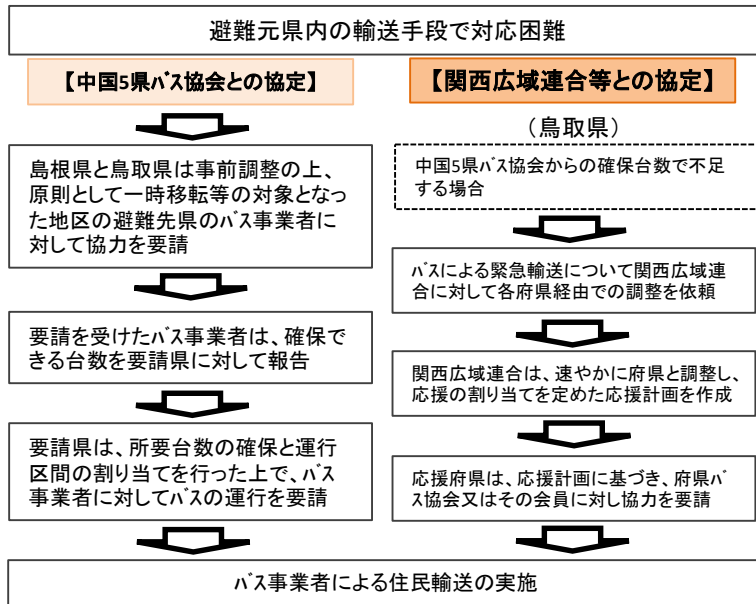 避難元県内の輸送手段で対応困難
【中国5県ﾊﾞｽ協会との協定】
島根県と鳥取県は事前調整の上、
原則として一時移転等の対象となっ
た地区の避難先県のﾊﾞｽ事業者に
対して協力を要請
要請を受けたﾊﾞｽ事業者は、確保で
きる台数を要請県に対して報告
要請県は、所要台数の確保と運行
区間の割り当てを行った上で、ﾊﾞｽ
事業者に対してﾊﾞｽの運行を要請
【関西広域連合等との協定】
（鳥取県）
中国5県ﾊﾞｽ協会からの確保台数で不足
する場合
ﾊﾞｽによる緊急輸送について関西広域連
合に対して各府県経由での調整を依頼
関西広域連合は、速やかに府県と調整し、
応援の割り当てを定めた応援計画を作成
応援府県は、応援計画に基づき、府県ﾊﾞ
ｽ協会又はその会員に対し協力を要請
ﾊﾞｽ事業者による住民輸送の実施